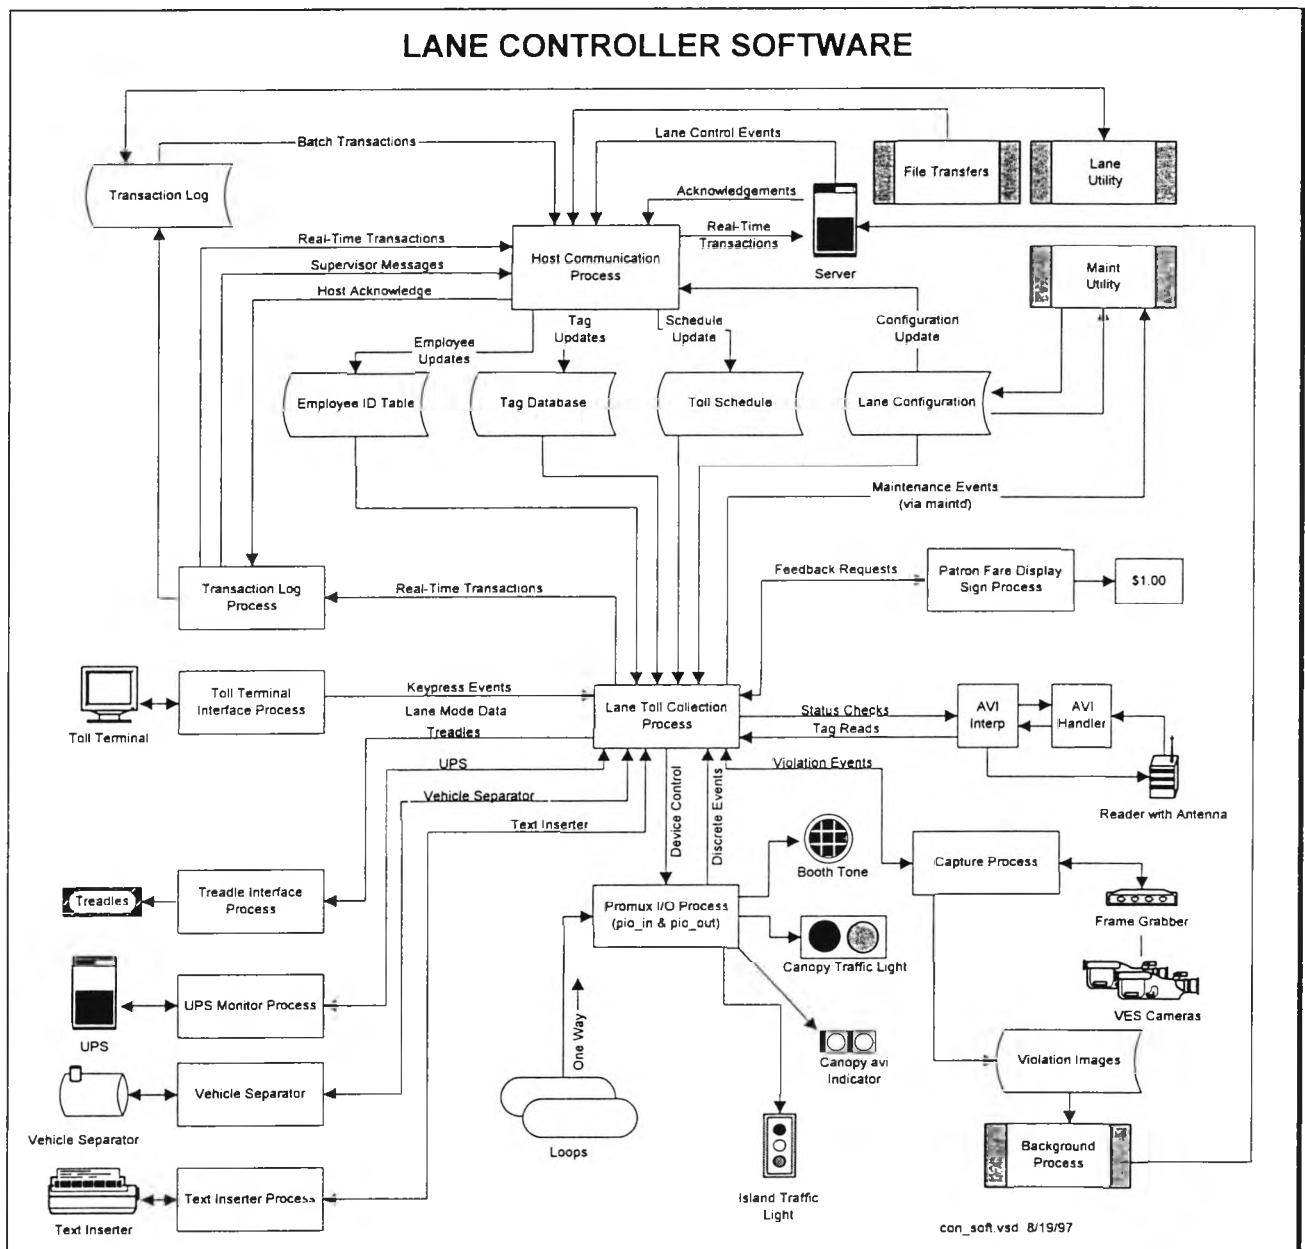 LANE CONTROLLER SOFTWARE
Batch Transactions
Lane Control Events
File Transfers
Lane
Utility
Transaction Log
Acknowledgements
Real-Time
Transactions
Real-Time Transactions
Supervisor Messages
Host Acknowledge
Host Communication
Process
Server
Maint
Utility
Employee
Updates
Tag
Updates
Schedule
Update
Configuration
Update
Employee ID Table
Tag Database
Toll Schedule
Lane Configuration
Maintenance Events
(via maintd)
Transaction Log
Process
Real-Time Transactions
Feedback Requests
Patron Fare Display
Sign Process
$1.00
Toll Terminal
Toll Terminal
Interface Process
Keypress Events
Lane Mode Data
Treadles
UPS
Vehicle Separator
Text Inserter
Lane Toll Collection
Process
Status Checks
Tag Reads
AVI
Interp
AVI
Handler
Reader with Antenna
Violation Events
Device Control
Discrete Events
Booth Tone
Capture Process
Frame Grabber
VES Cameras
Treadles
Treadle Interface
Process
Promux I/O Process
(pio_in & pio_out)
Canopy Traffic Light
UPS
UPS Monitor Process
One Way
Canopy avi
Indicator
Violation Images
Vehicle Separator
Vehicle Separator
Loops
Background
Process
Text Inserter
Text Inserter Process
Island Traffic
Light
con_soft.vsd 8/19/97